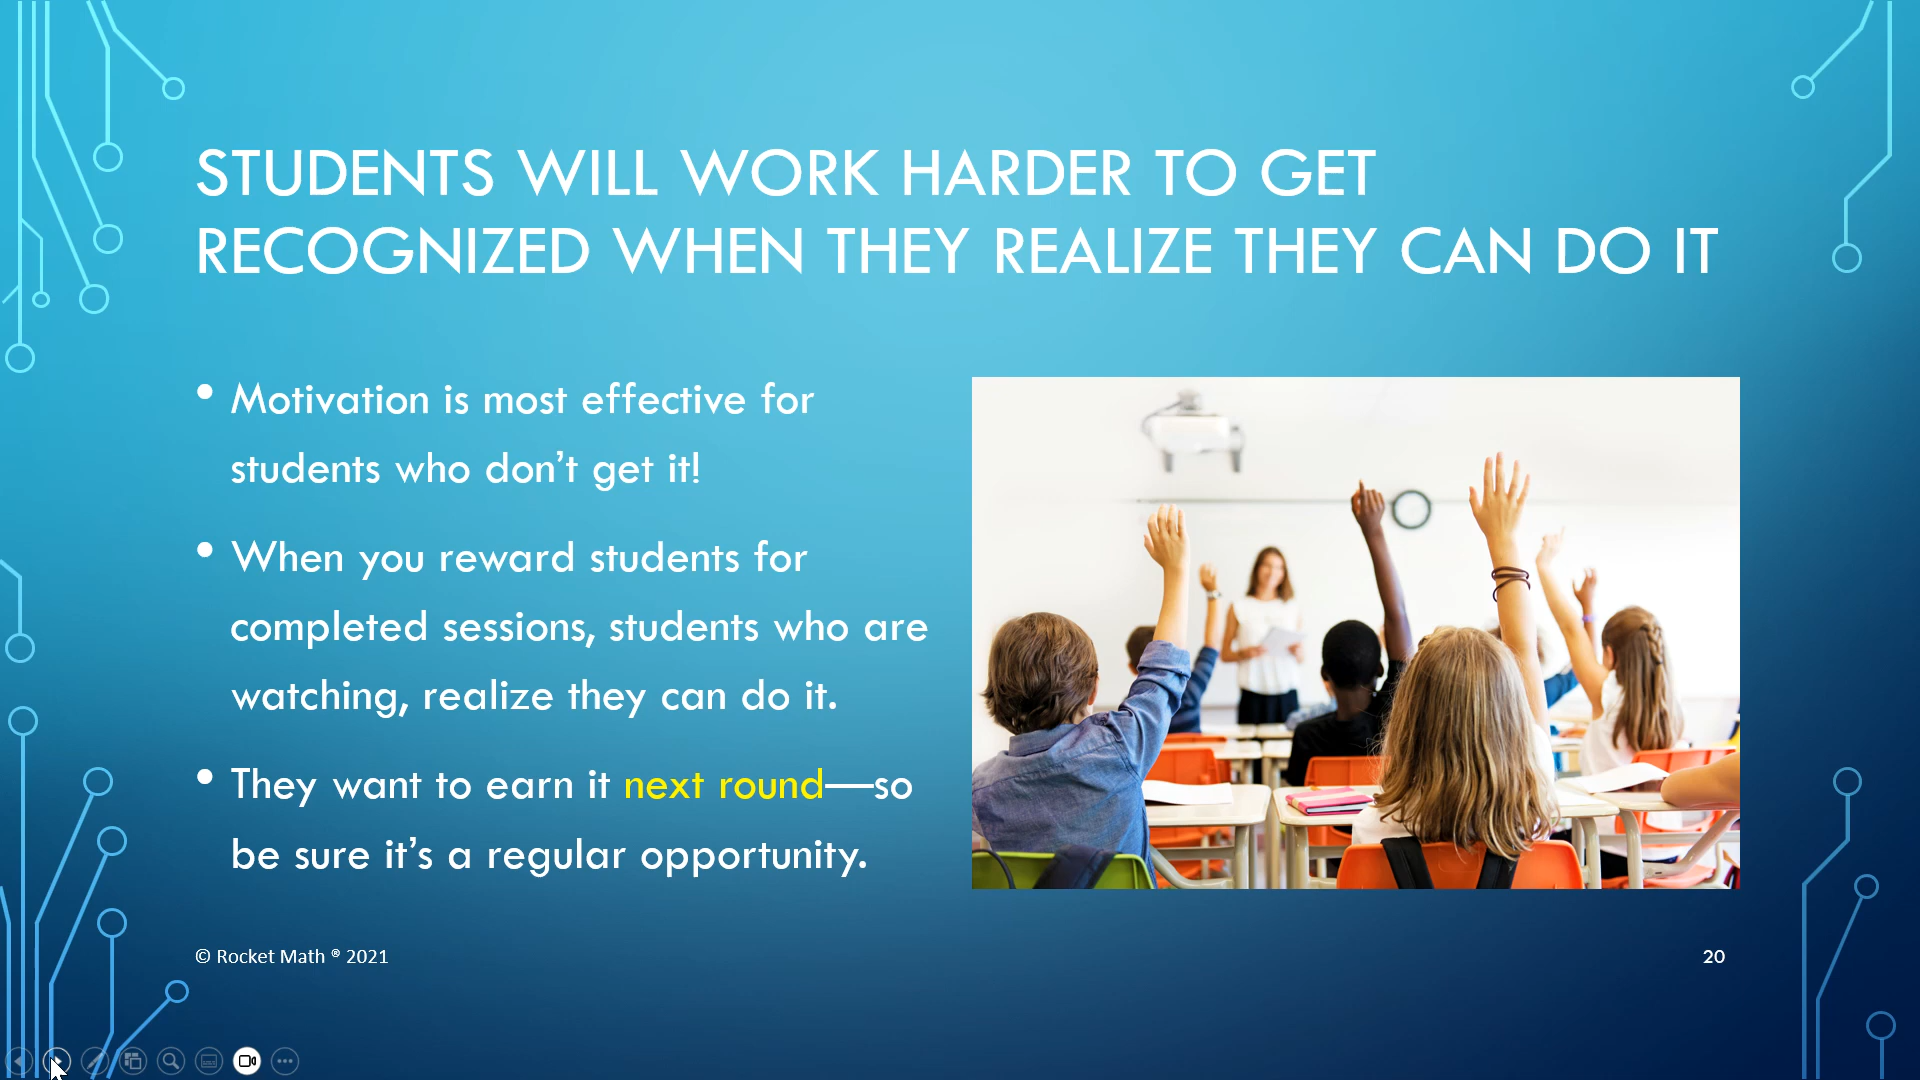 STUDENTS WILL WORK HARDER TO GET
RECOGNIZED WHEN THEY REALIZE THEY CAN DO IT
• Motivation is most effective for
students who don’t get it!
• When you reward students for
completed sessions, students who are
watching, realize they can do it.
• They want to earn it next round—so
be sure it’s a regular opportunity.
© Rocket Math ® 2021
20